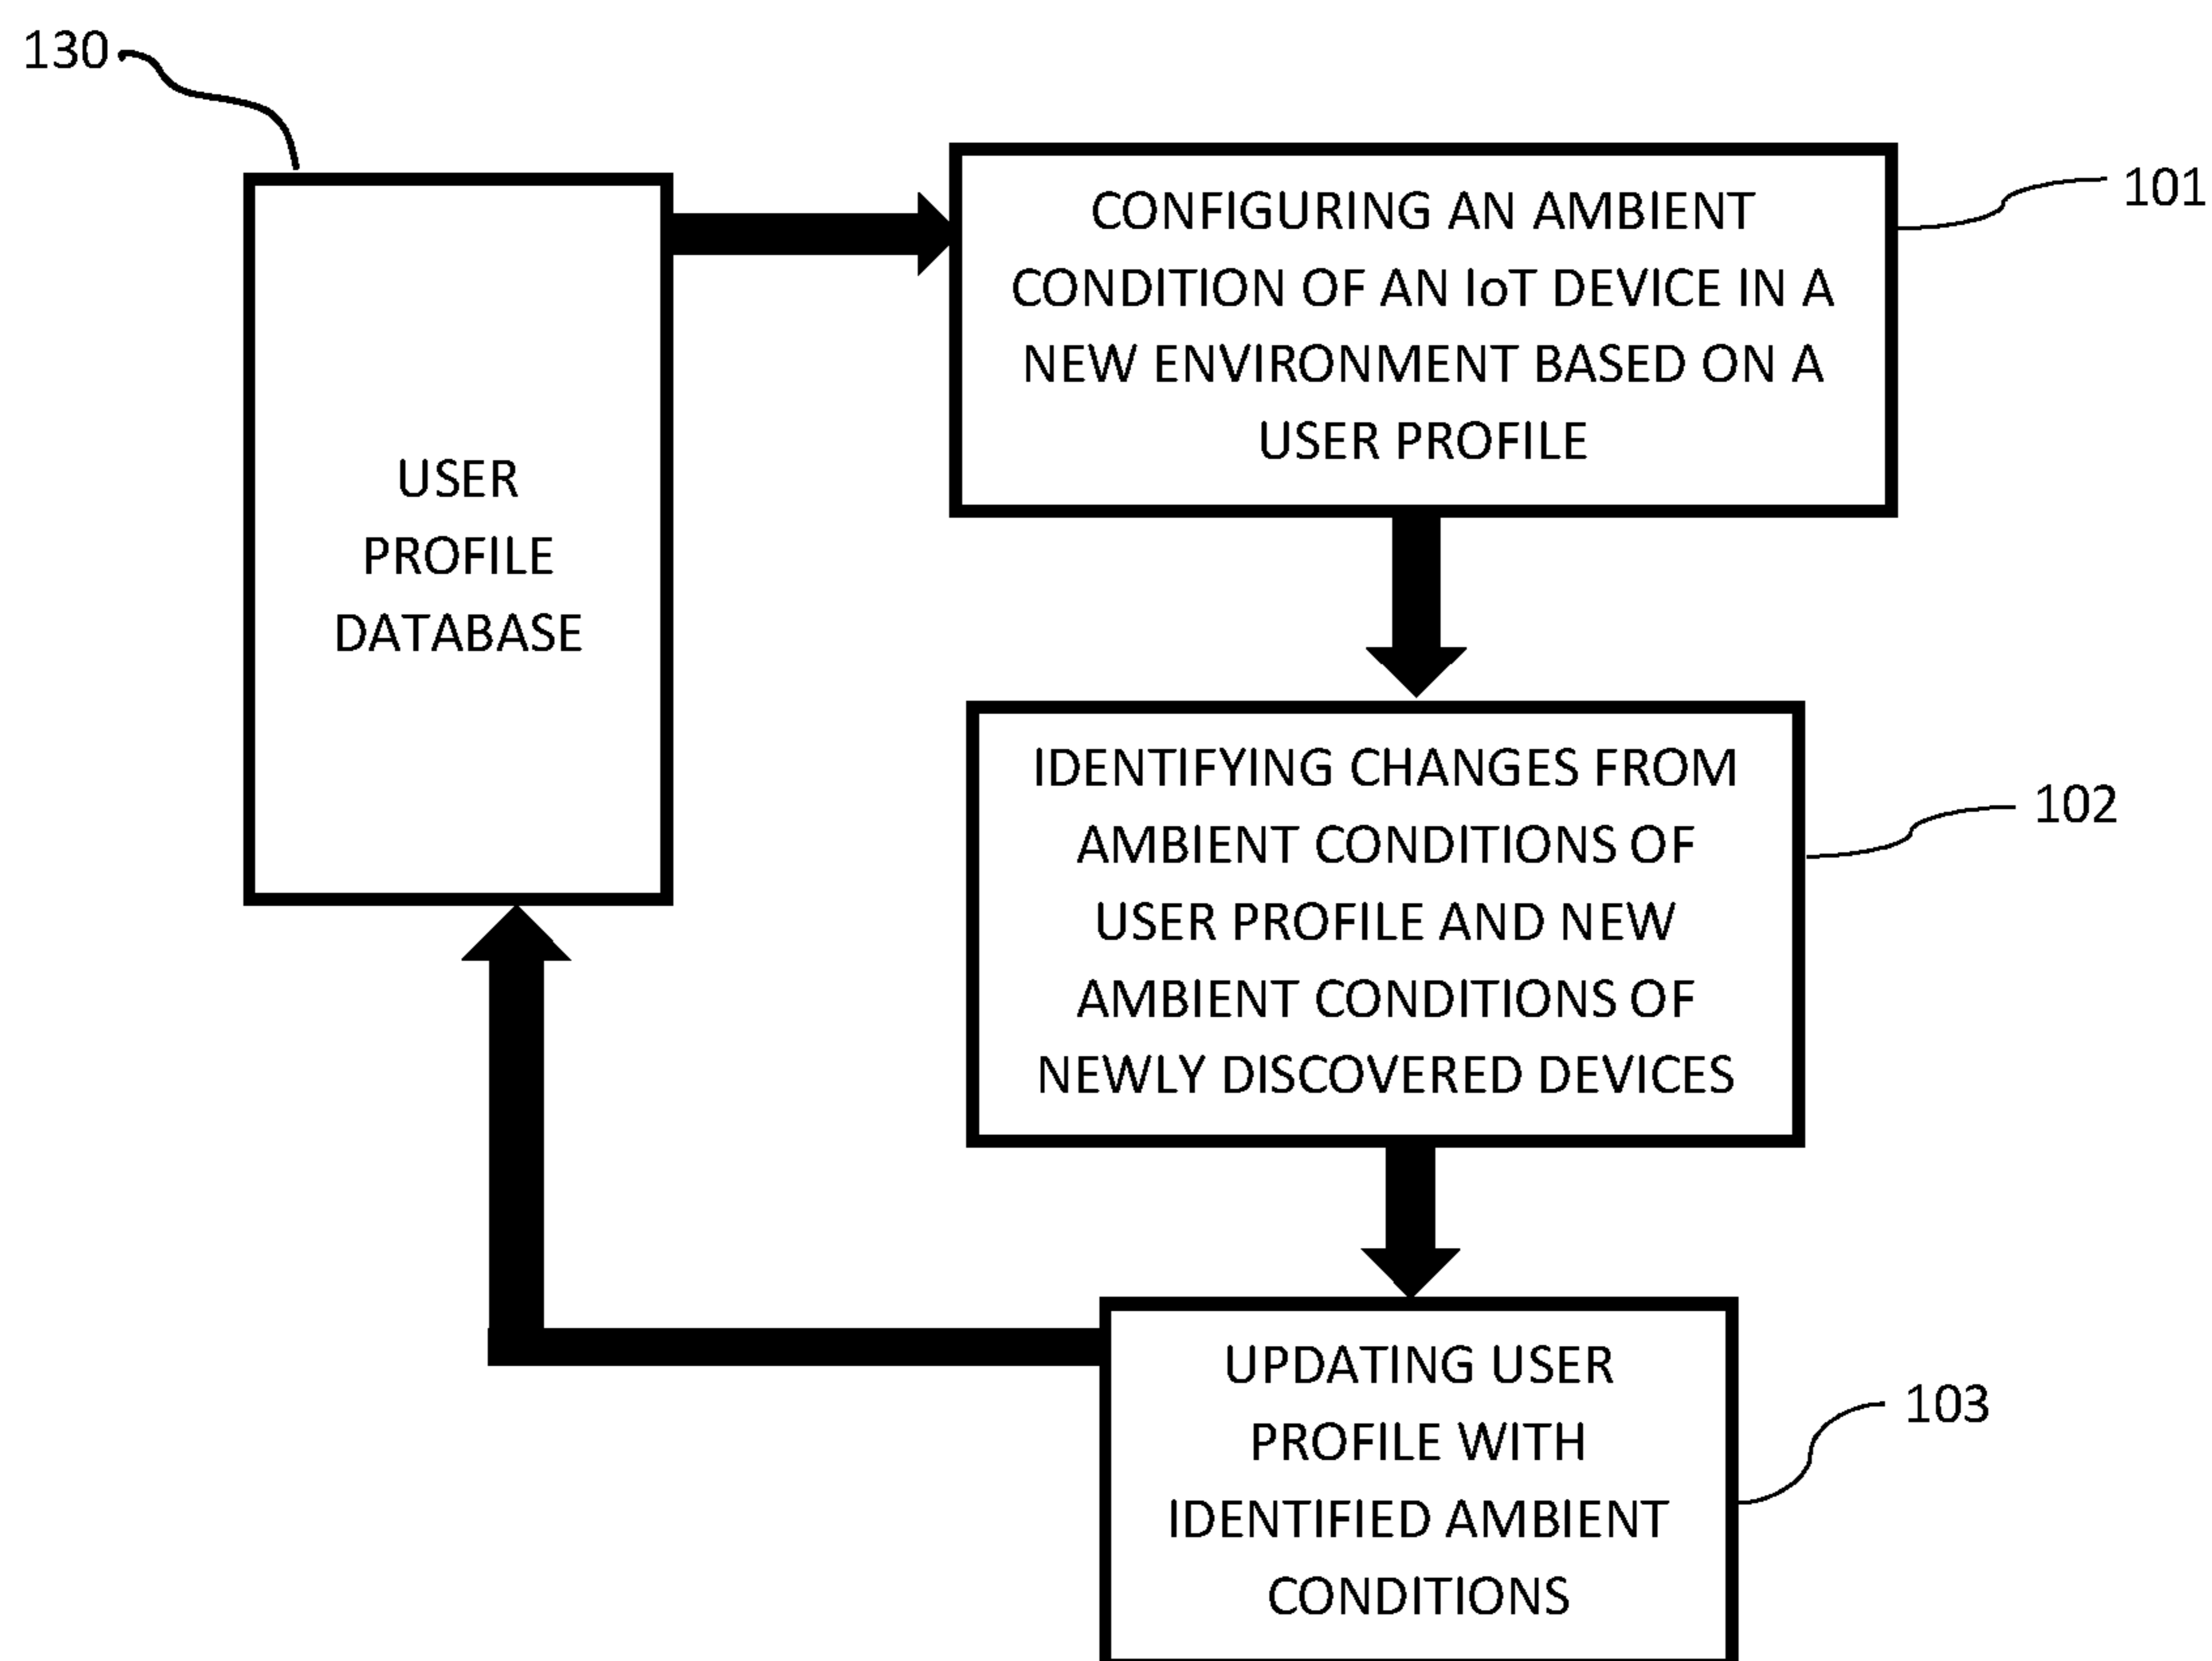 130
USER
PROFILE
DATABASE
CONFIGURING AN AMBIENT
CONDITION OF AN IoT DEVICE IN A
NEW ENVIRONMENT BASED ON A
USER PROFILE
101
IDENTIFYING CHANGES FROM
AMBIENT CONDITIONS OF
USER PROFILE AND NEW
AMBIENT CONDITIONS OF
NEWLY DISCOVERED DEVICES
102
UPDATING USER
PROFILE WITH
IDENTIFIED AMBIENT
CONDITIONS
103